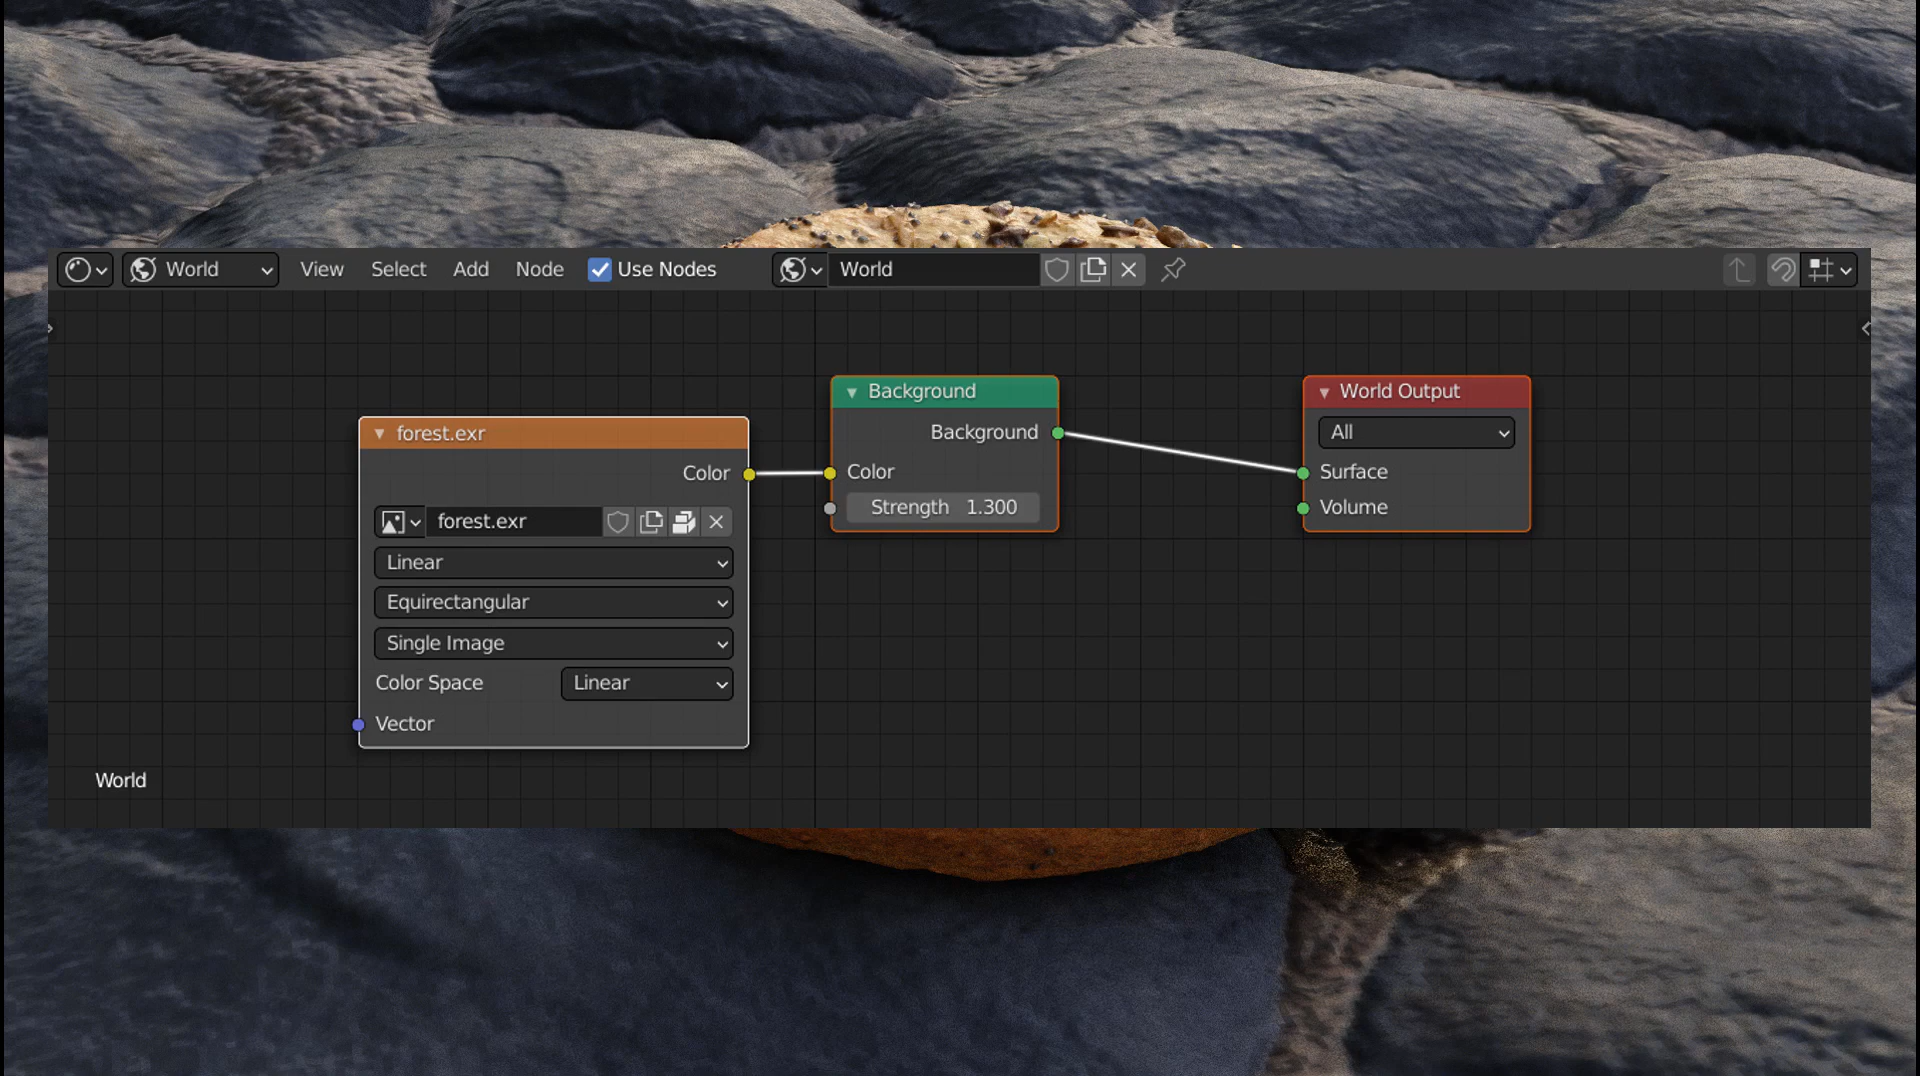 World View Select Add Node Use Nodes World
forest.exr
Color
forest.exr
Linear
Equirectangular
Single Image
Color Space Linear
Vector
Background
Background
Color
Strength 1.300
World Output
All
Surface
Volume
World